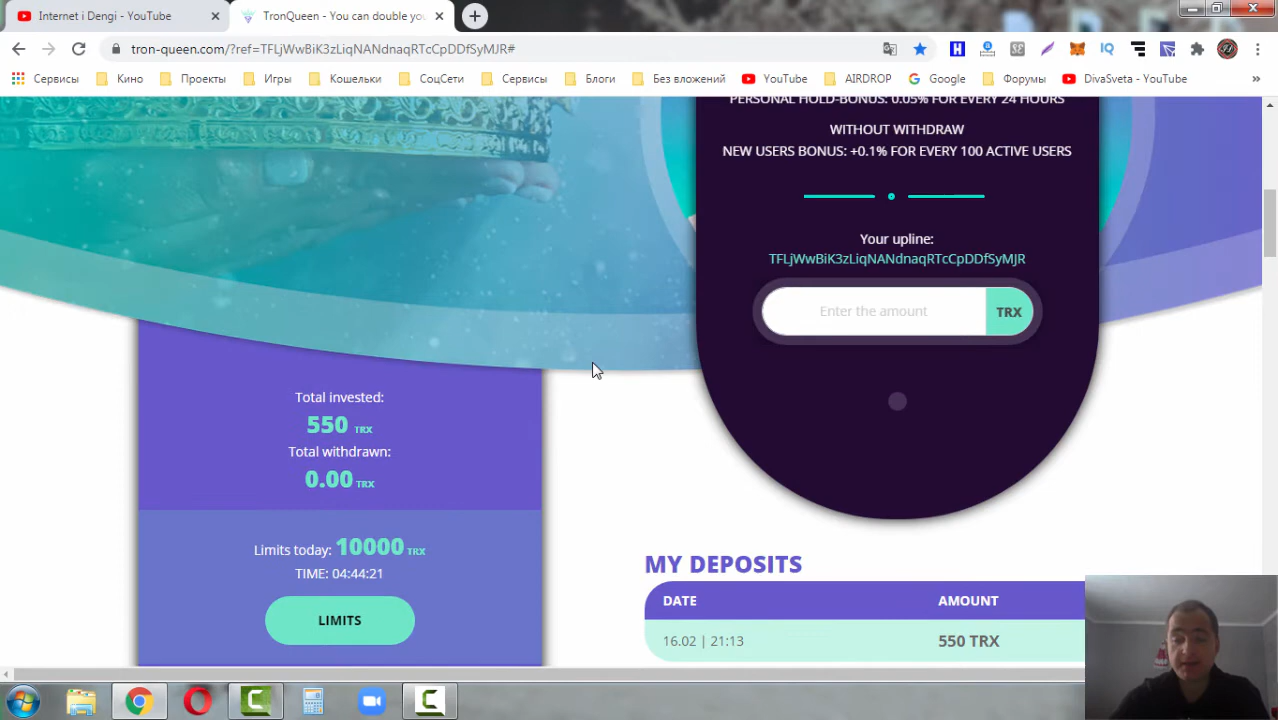 Internet i Dengi - YouTube
TronQueen - You can double you
tron-queen.com/?ref=TFLjWwBiK3zLiqNANdnaqRTcCpDDfSyMJR#
Сервисы Кино Проекты Игры Кошельки СоцСети Сервисы Блоги Без вложений YouTube AIRDROP Google Форумы DivaSveta - YouTube
PERSONAL HOLD-BONUS: 0.05% FOR EVERY 24 HOURS
WITHOUT WITHDRAW
NEW USERS BONUS: +0.1% FOR EVERY 100 ACTIVE USERS
Your upline:
TFLjWwBiK3zLiqNANdnaqRTcCpDDfSyMJR
Enter the amount TRX
Total invested:
550 TRX
Total withdrawn:
0.00 TRX
Limits today: 10000 TRX
TIME: 04:44:21
LIMITS
MY DEPOSITS
DATE AMOUNT
16.02 | 21:13 550 TRX